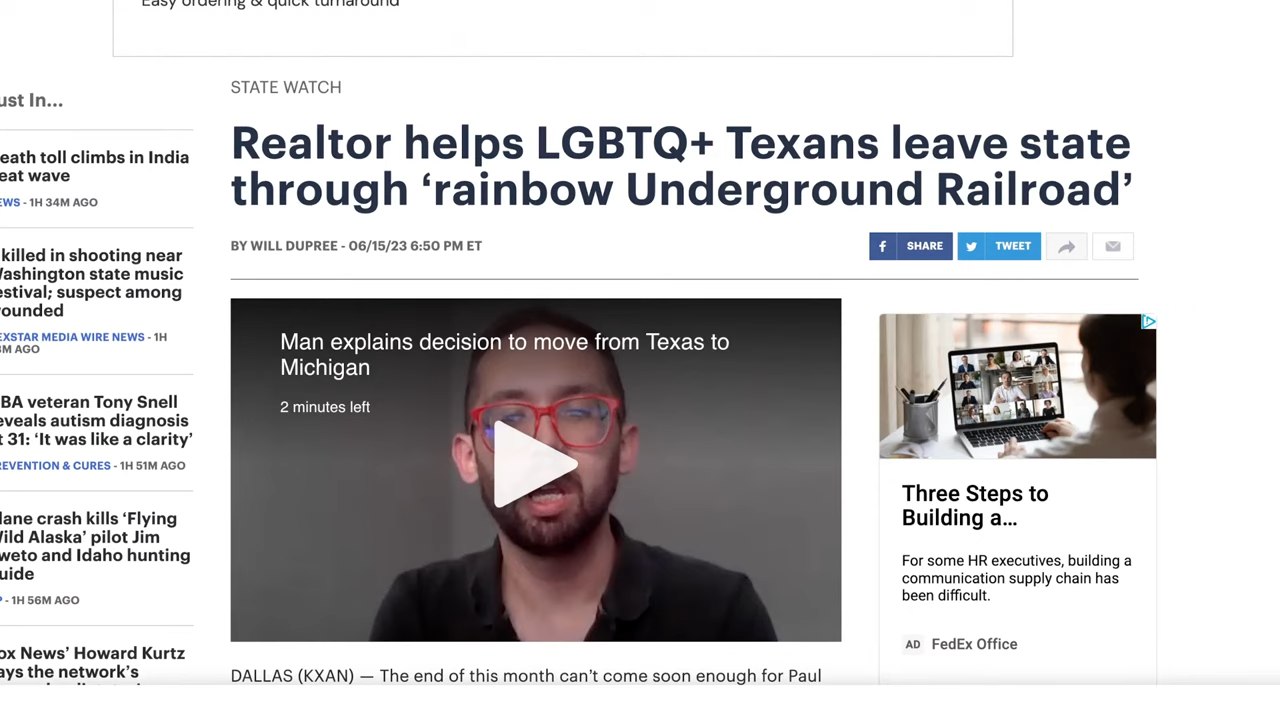 Easy ordering & quick turnaround
STATE WATCH
Realtor helps LGBTQ+ Texans leave state
through ‘rainbow Underground Railroad’
BY WILL DUPREE - 06/15/23 6:50 PM ET
SHARE
TWEET
ust In...
eath toll climbs in India
eat wave
EWS - 1H 34M AGO
killed in shooting near
Washington state music
estival; suspect among
wounded
EXSTAR MEDIA WIRE NEWS - 1H
M AGO
BA veteran Tony Snell
eveals autism diagnosis
t 31: ‘It was like a clarity’
REVENTION & CURES - 1H 51M AGO
lane crash kills ‘Flying
Wild Alaska’ pilot Jim
weto and Idaho hunting
uide
- 1H 56M AGO
ox News’ Howard Kurtz
ays the network’s
Man explains decision to move from Texas to
Michigan
2 minutes left
DALLAS (KXAN) — The end of this month can’t come soon enough for Paul
Three Steps to
Building a...
For some HR executives, building a
communication supply chain has
been difficult.
AD FedEx Office